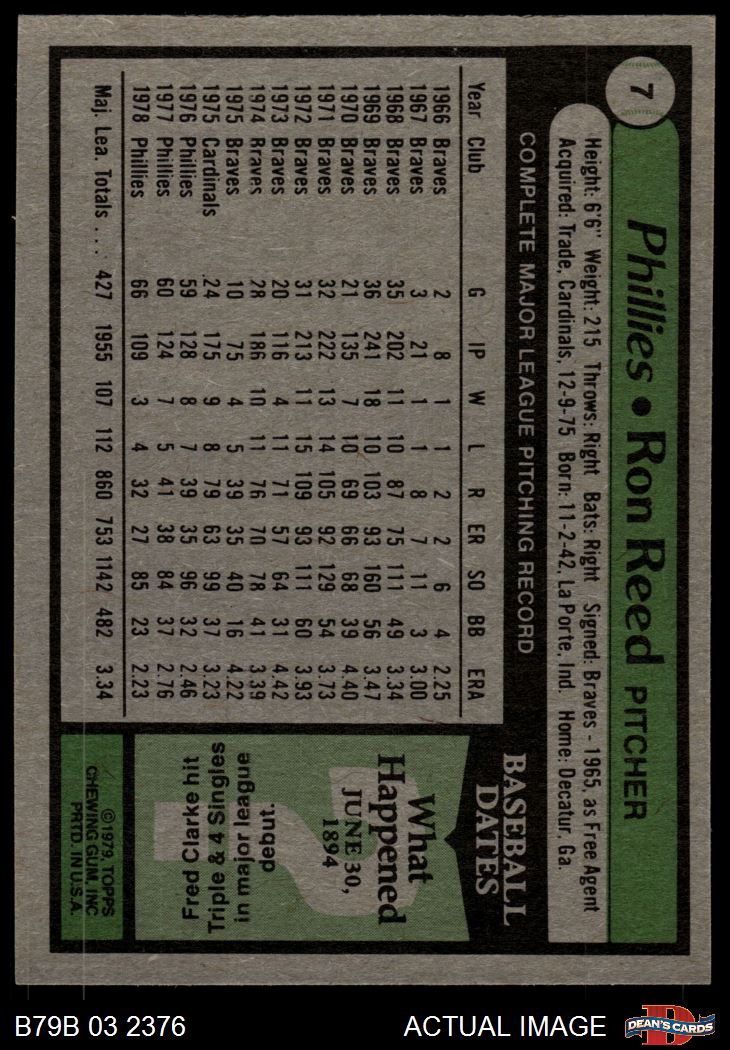 7
Phillies • Ron Reed PITCHER
Height: 6'6" Weight: 215 Throws: Right Bats: Right Signed: Braves - 1965, as Free Agent
Acquired: Trade, Cardinals, 12-9-75 Born: 11-2-42, La Porte, Ind. Home: Decatur, Ga.
COMPLETE MAJOR LEAGUE PITCHING RECORD
Year Club G IP W L R ER SO BB ERA
1966 Braves 2 8 1 1 2 2 6 4 2.25
1967 Braves 3 21 1 1 8 7 11 3 3.00
1968 Braves 35 202 11 10 87 75 111 49 3.34
1969 Braves 36 241 18 10 103 93 160 56 3.47
1970 Braves 21 135 7 10 69 66 68 39 4.40
1971 Braves 32 222 13 14 105 92 129 54 3.73
1972 Braves 31 213 11 15 109 93 111 60 3.93
1973 Braves 20 116 4 11 71 57 64 31 4.42
1974 Braves 28 186 10 11 76 70 78 41 3.39
1975 Braves 10 75 4 5 39 35 40 16 4.22
1975 Cardinals 24 175 9 8 79 63 99 37 3.23
1976 Phillies 59 128 8 7 39 35 96 32 2.46
1977 Phillies 60 124 7 5 41 38 84 37 2.76
1978 Phillies 66 109 3 4 32 27 85 23 2.23
Maj. Lea. Totals . . . 427 1955 107 112 860 753 1142 482 3.34
BASEBALL
DATES
What
Happened
JUNE 30,
1894
Fred Clarke hit
Triple & 4 Singles
in major league
debut.
©1979, TOPPS
CHEWING GUM, INC.
PRTD. IN U.S.A.
B79B 03 2376
ACTUAL IMAGE
D
DEAN'S CARDS